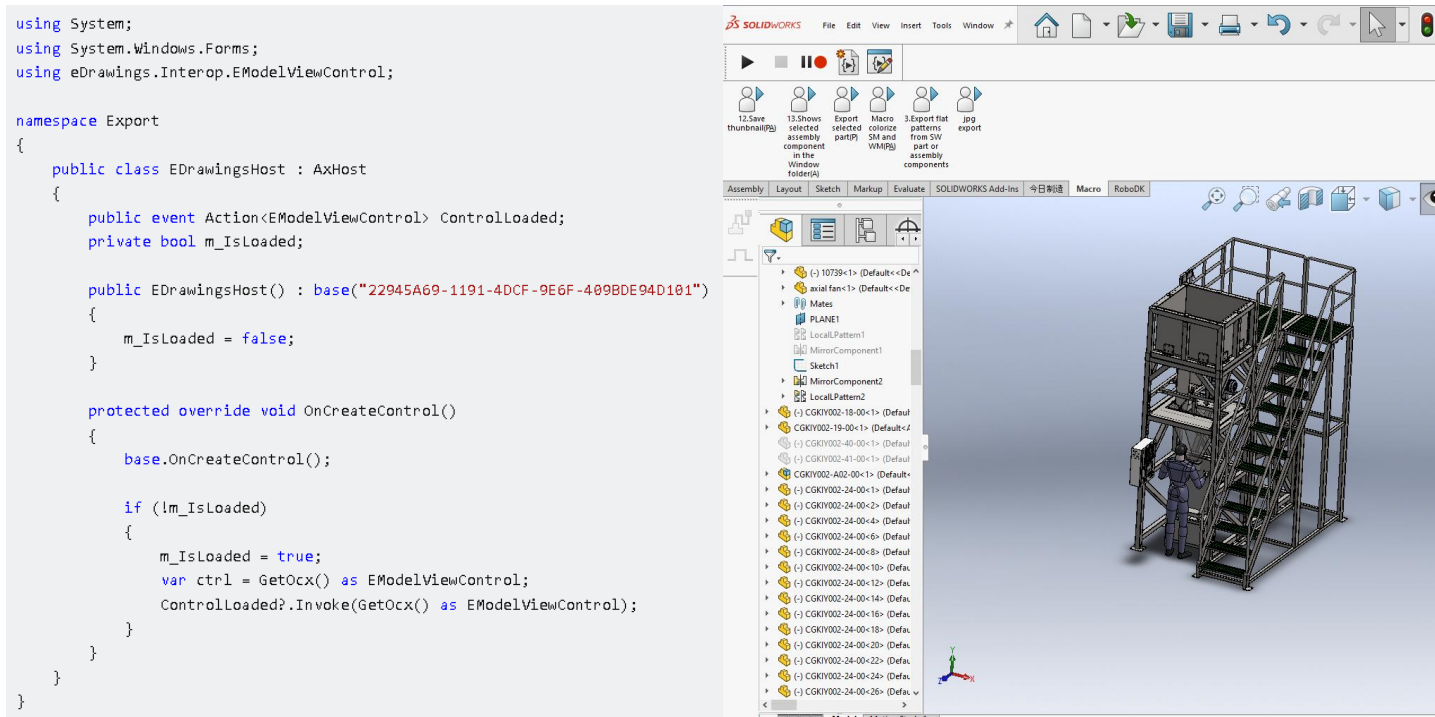 using System;
using System.Windows.Forms;
using eDrawings.Interop.EModelViewControl;
namespace Export
{
public class EDrawingsHost : AxHost
{
public event Action<EModelViewControl> ControlLoaded;
private bool m_IsLoaded;
public EDrawingsHost() : base("22945A69-1191-4DCF-9E6F-409BDE94D101")
{
m_IsLoaded = false;
}
protected override void OnCreateControl()
{
base.OnCreateControl();
if (!m_IsLoaded)
{
m_IsLoaded = true;
var ctrl = GetOcx() as EModelViewControl;
ControlLoaded?.Invoke(GetOcx() as EModelViewControl);
}
}
}
}
SOLIDWORKS File Edit View Insert Tools Window
12.Save thumbnail(PA)
13.Shows selected assembly component in the Window folder(A)
Export selected part(P)
Macro colorize SM and WM(PA)
3.Export flat patterns from SW part or assembly components
jpg export
Assembly Layout Sketch Markup Evaluate SOLIDWORKS Add-Ins 今日制造 Macro RoboDK
(-) 10739<1> (Default<<De
axial fan<1> (Default<<De
Mates
PLANE1
LocalLPattern1
MirrorComponent1
Sketch1
MirrorComponent2
LocalLPattern2
(-) CGKIY002-18-00<1> (Defaul
CGKIY002-19-00<1> (Default<
(-) CGKIY002-40-00<1> (Defaul
(-) CGKIY002-41-00<1> (Defaul
CGKIY002-A02-00<1> (Default<
(-) CGKIY002-24-00<1> (Defaul
(-) CGKIY002-24-00<2> (Defaul
(-) CGKIY002-24-00<4> (Defaul
(-) CGKIY002-24-00<6> (Defaul
(-) CGKIY002-24-00<8> (Defaul
(-) CGKIY002-24-00<10> (Defau
(-) CGKIY002-24-00<12> (Defau
(-) CGKIY002-24-00<14> (Defau
(-) CGKIY002-24-00<16> (Defau
(-) CGKIY002-24-00<18> (Defau
(-) CGKIY002-24-00<20> (Defau
(-) CGKIY002-24-00<22> (Defau
(-) CGKIY002-24-00<24> (Defau
(-) CGKIY002-24-00<26> (Defau
Y
Z X